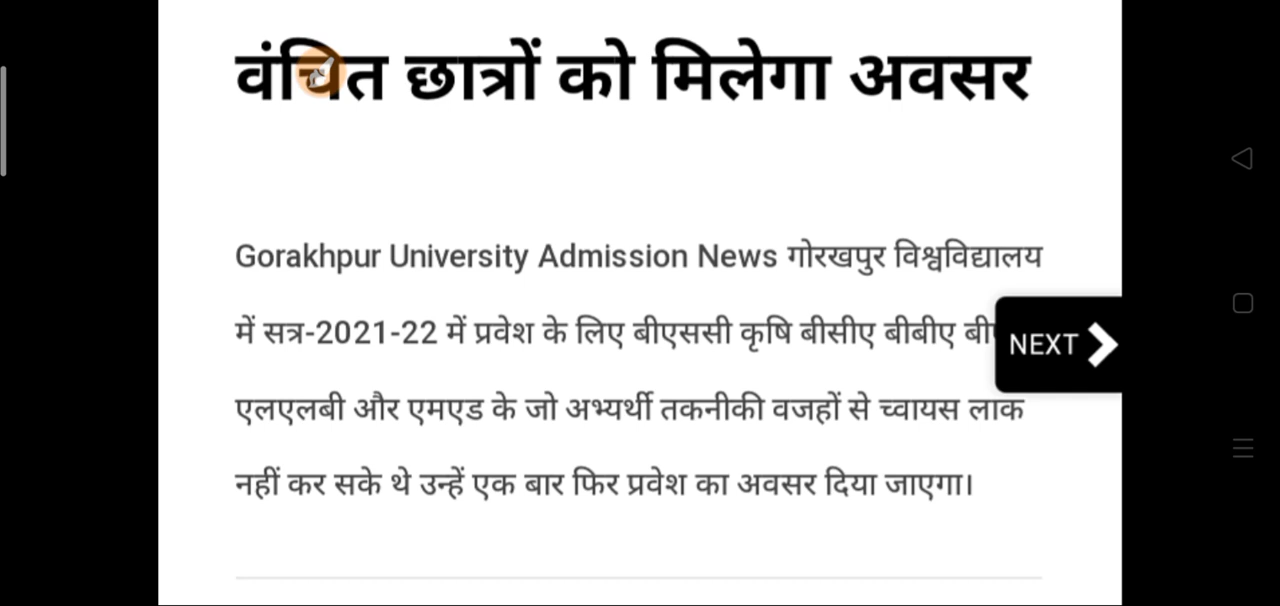 वंचित छात्रों को मिलेगा अवसर
Gorakhpur University Admission News गोरखपुर विश्वविद्यालय
में सत्र-2021-22 में प्रवेश के लिए बीएससी कृषि बीसीए बीबीए
NEXT
एलएलबी और एमएड के जो अभ्यर्थी तकनीकी वजहों से च्वायस लाक
नहीं कर सके थे उन्हें एक बार फिर प्रवेश का अवसर दिया जाएगा।